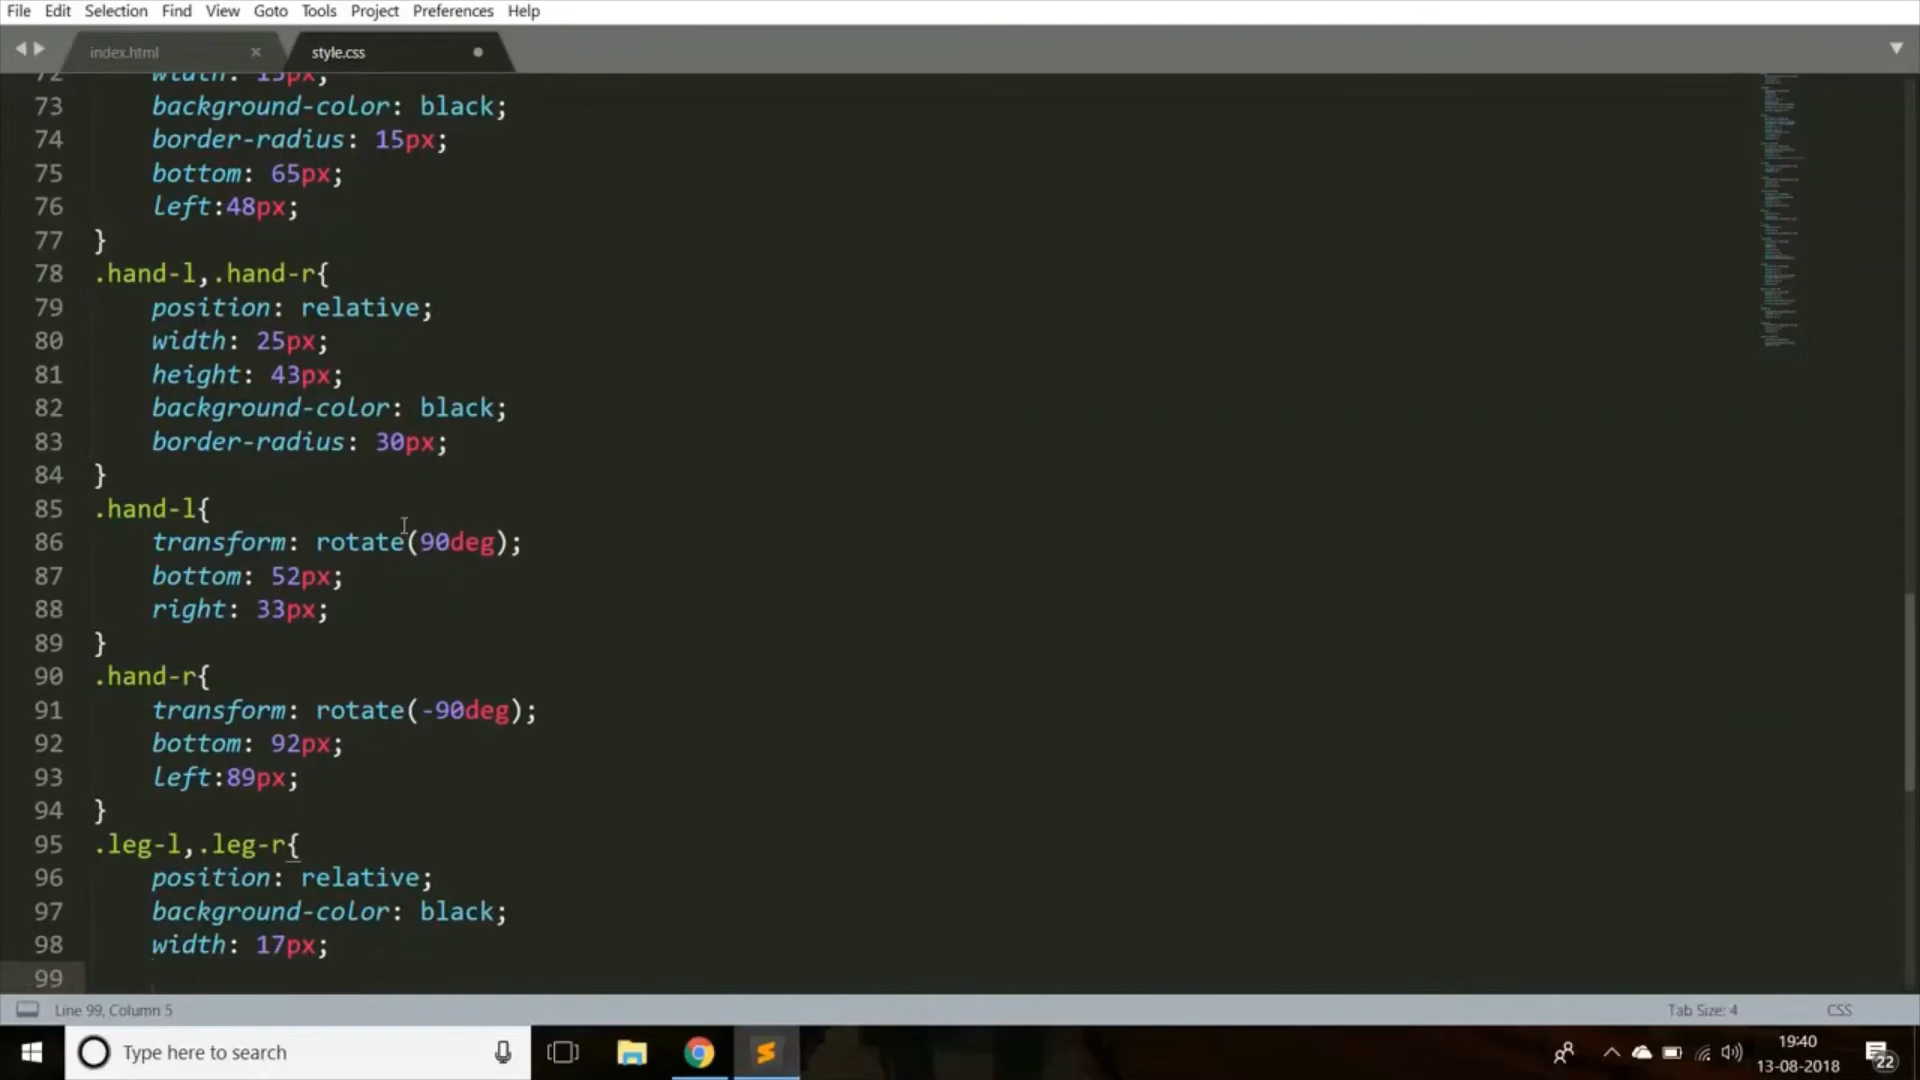 File Edit Selection Find View Goto Tools Project Preferences Help
index.html × style.css
72 width: 15px;
73 background-color: black;
74 border-radius: 15px;
75 bottom: 65px;
76 left:48px;
77 }
78 .hand-l,.hand-r{
79 position: relative;
80 width: 25px;
81 height: 43px;
82 background-color: black;
83 border-radius: 30px;
84 }
85 .hand-l{
86 transform: rotate(90deg);
87 bottom: 52px;
88 right: 33px;
89 }
90 .hand-r{
91 transform: rotate(-90deg);
92 bottom: 92px;
93 left:89px;
94 }
95 .leg-l,.leg-r{
96 position: relative;
97 background-color: black;
98 width: 17px;
99
Line 99, Column 5 Tab Size: 4 CSS
Type here to search 19:40
13-08-2018 22